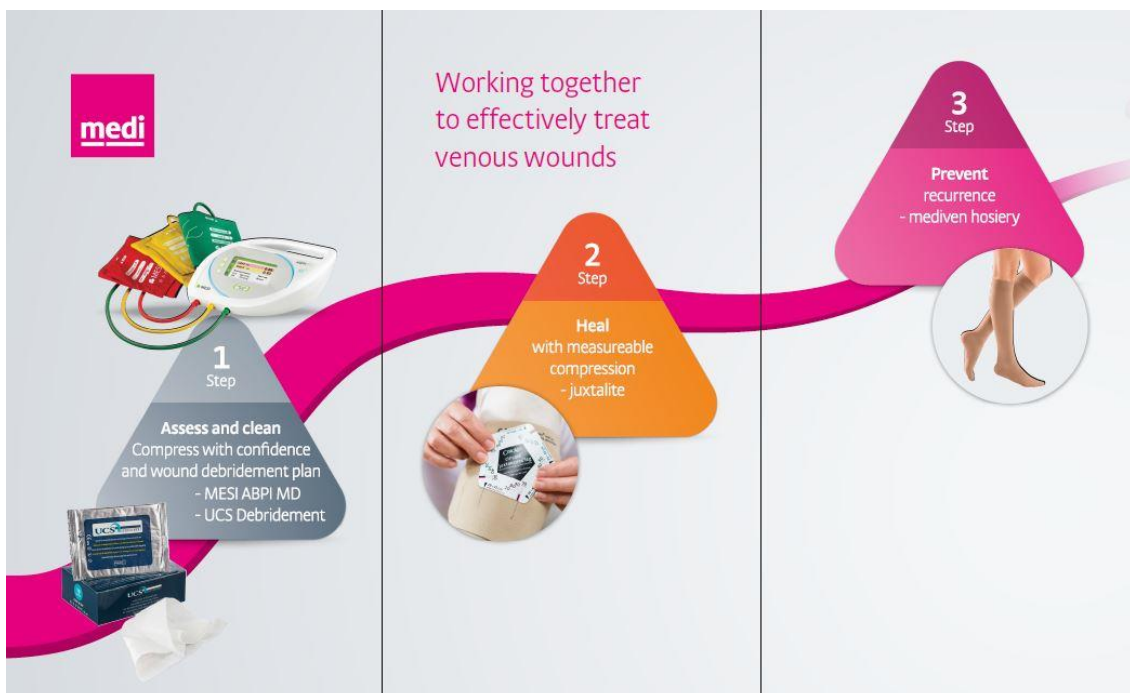 medi
Working together
to effectively treat
venous wounds
1
Step
Assess and clean
Compress with confidence
and wound debridement plan
- MESI ABPI MD
- UCS Debridement
UCS
UCS
2
Step
Heal
with measureable
compression
- juxtalite
3
Step
Prevent
recurrence
- mediven hosiery